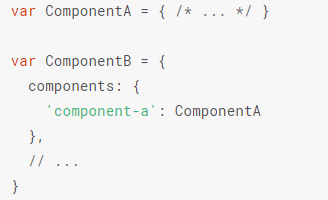 var ComponentA = { /* ... */ }

var ComponentB = {
  components: {
    'component-a': ComponentA
  },
  // ...
}